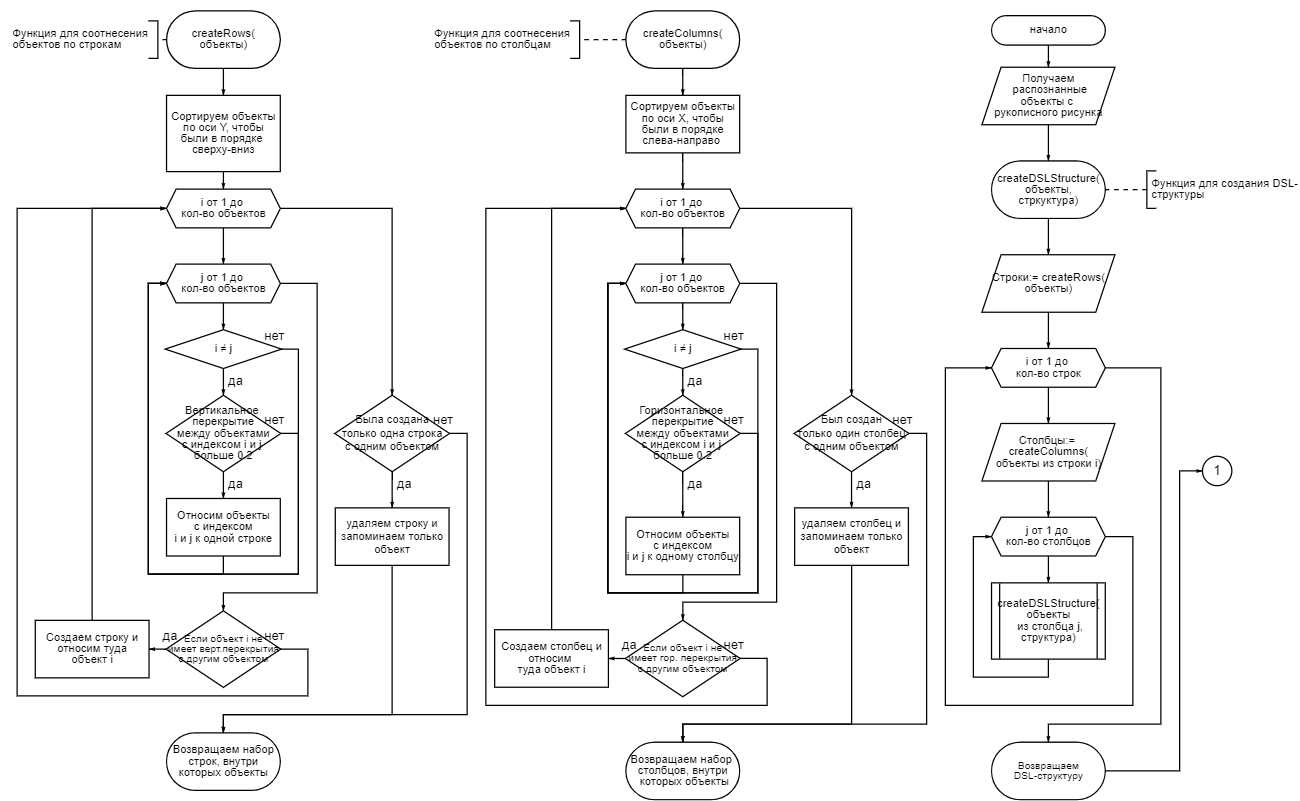 Функция для соотнесения
объектов по строкам
createRows(
объекты)
Сортируем объекты
по оси Y, чтобы
были в порядке
сверху-вниз
i от 1 до
кол-во объектов
j от 1 до
кол-во объектов
i ≠ j
нет
да
Вертикальное
перекрытие
между объектами
с индексом i и j
больше 0.2
нет
да
Относим объекты
с индексом
i и j к одной строке
Была создана
только одна строка
с одним объектом
нет
да
удаляем строку и
запоминаем только
объект
Если объект i не
имеет верт.перекрытия
с другим объектом
да
нет
Создаем строку и
относим туда
объект i
Возвращаем набор
строк, внутри
которых объекты
Функция для соотнесения
объектов по столбцам
createColumns(
объекты)
Сортируем объекты
по оси X, чтобы
были в порядке
слева-направо
i от 1 до
кол-во объектов
j от 1 до
кол-во объектов
i ≠ j
нет
да
Горизонтальное
перекрытие
между объектами
с индексом i и j
больше 0.2
нет
да
Относим объекты
с индексом
i и j к одному столбцу
Был создан
только один столбец
с одним объектом
нет
да
удаляем столбец и
запоминаем только
объект
Если объект i не
имеет гор. перекрытия
с другим объектом
да
нет
Создаем столбец и
относим
туда объект i
Возвращаем набор
столбцов, внутри
которых объекты
начало
Получаем
распознанные
объекты с
рукописного рисунка
createDSLStructure(
объекты,
стркуктура)
Функция для создания DSL-
структуры
Строки:= createRows(
объекты)
i от 1 до
кол-во строк
Столбцы:=
createColumns(
объекты из строки i)
j от 1 до
кол-во столбцов
createDSLStructure(
объекты
из столбца j,
структура)
Возвращаем
DSL-структуру
1